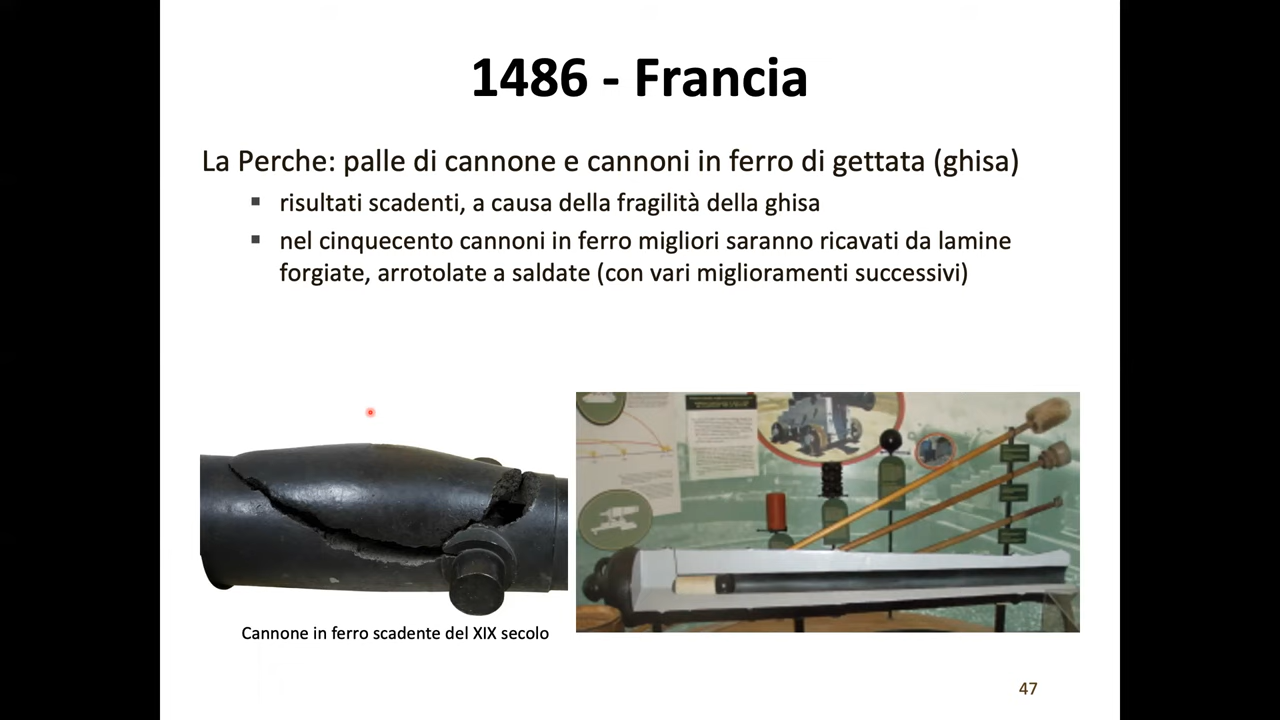 1486 - Francia
La Perche: palle di cannone e cannoni in ferro di gettata (ghisa)
▪ risultati scadenti, a causa della fragilità della ghisa
▪ nel cinquecento cannoni in ferro migliori saranno ricavati da lamine
forgiate, arrotolate a saldate (con vari miglioramenti successivi)
Cannone in ferro scadente del XIX secolo
47